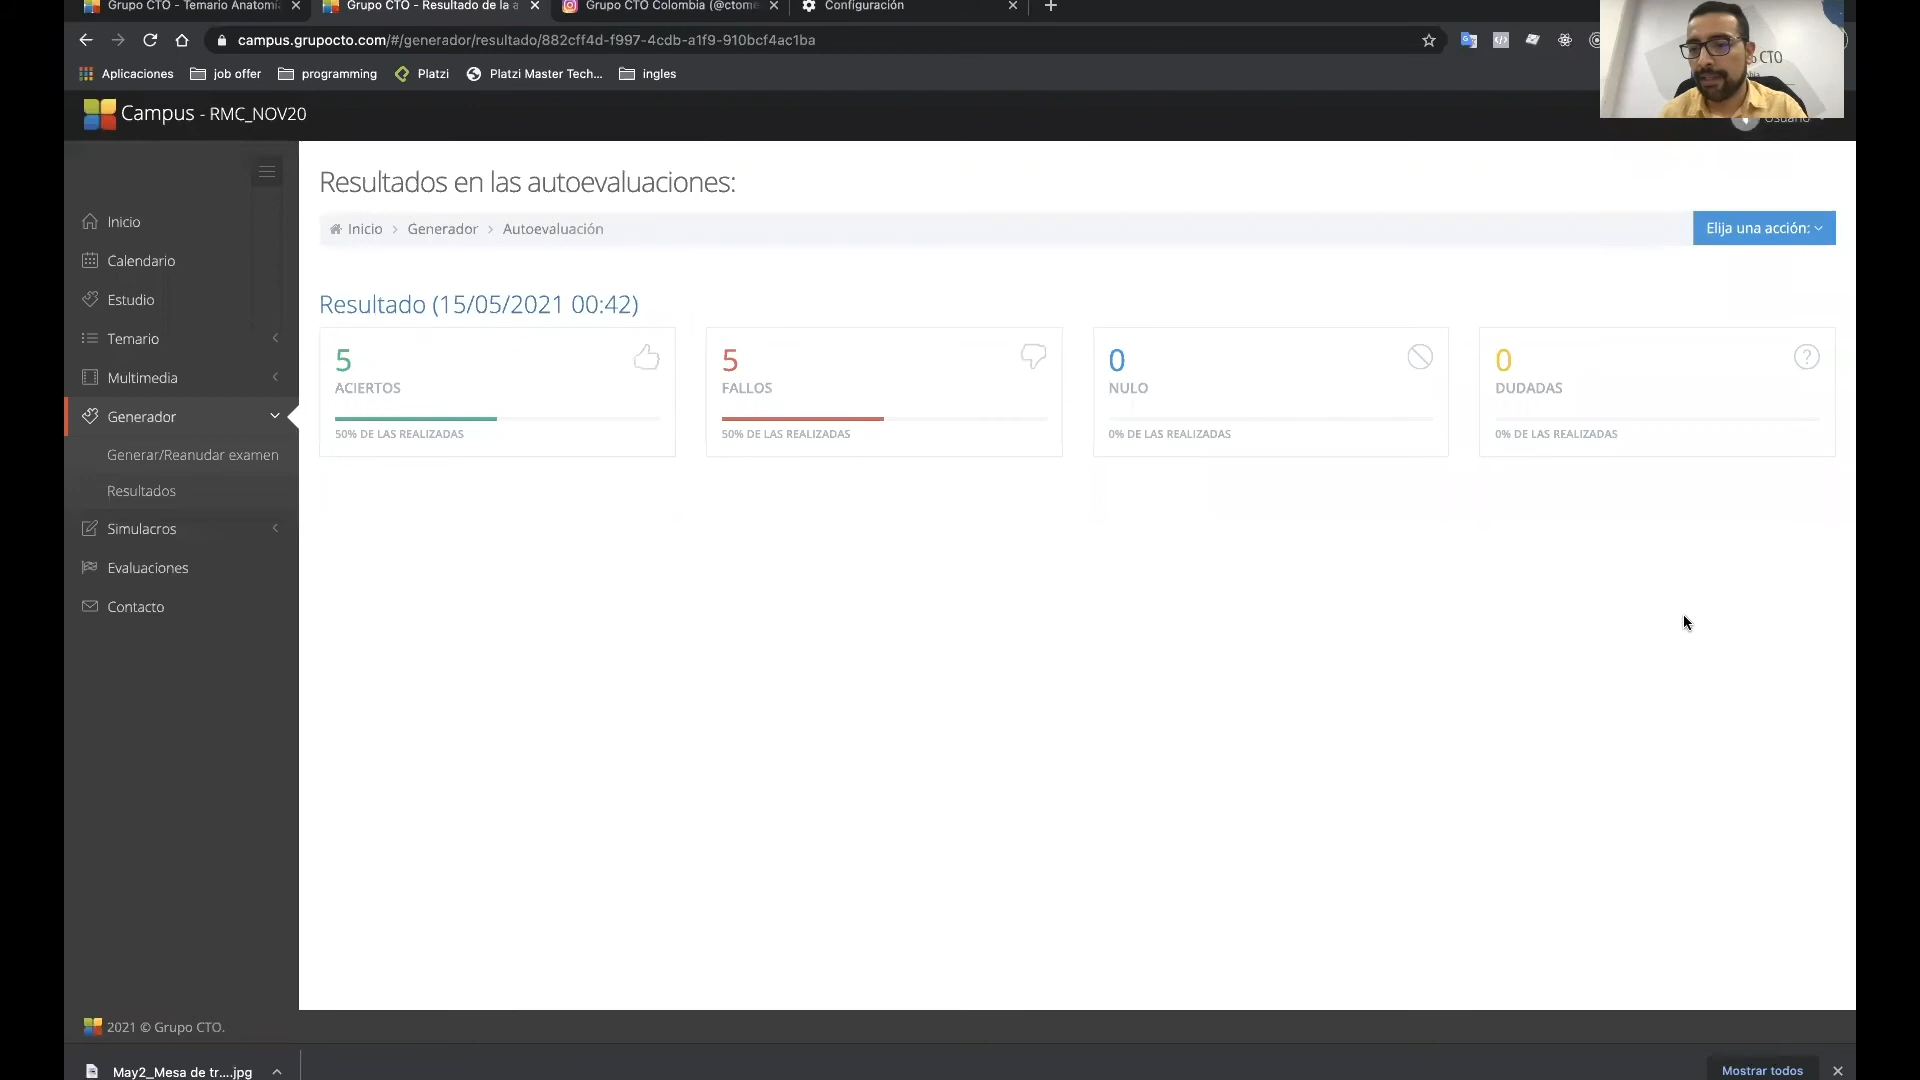 Grupo CTO - Temario Anatomí
Grupo CTO - Resultado de la a
Grupo CTO Colombia (@ctome
Configuración
campus.grupocto.com/#/generador/resultado/882cff4d-f997-4cdb-a1f9-910bcf4ac1ba
Aplicaciones job offer programming Platzi Platzi Master Tech... ingles
CTO
Campus - RMC_NOV20
Usuario
Resultados en las autoevaluaciones:
Inicio > Generador > Autoevaluación
Elija una acción:
Inicio
Calendario
Estudio
Temario
Multimedia
Generador
Generar/Reanudar examen
Resultados
Simulacros
Evaluaciones
Contacto
Resultado (15/05/2021 00:42)
5
ACIERTOS
50% DE LAS REALIZADAS
5
FALLOS
50% DE LAS REALIZADAS
0
NULO
0% DE LAS REALIZADAS
0
DUDADAS
0% DE LAS REALIZADAS
2021 © Grupo CTO.
May2_Mesa de tr....jpg
Mostrar todos